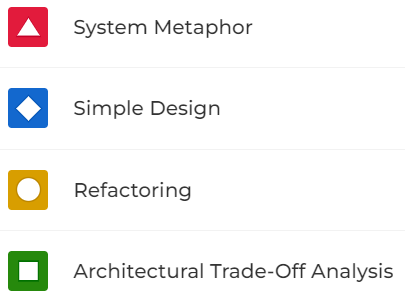 System Metaphor
Simple Design
Refactoring
Architectural Trade-Off Analysis